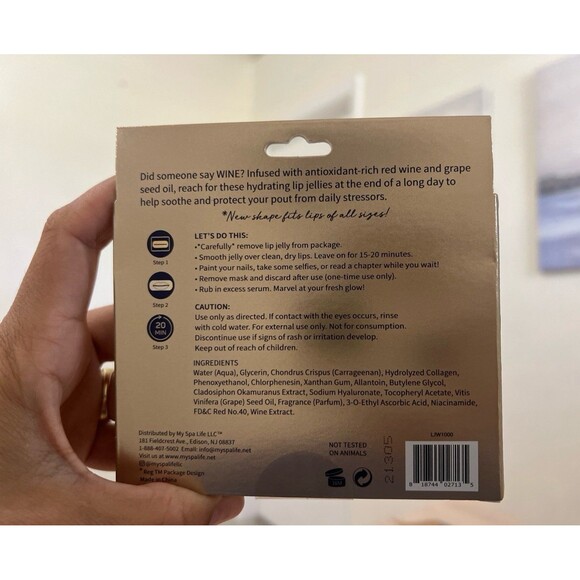 Did someone say WINE? Infused with antioxidant-rich red wine and grape
seed oil, reach for these hydrating lip jellies at the end of a long day to
help soothe and protect your pout from daily stressors.
*New shape fits lips of all sizes!
LET'S DO THIS:
•*Carefully* remove lip jelly from package.
• Smooth jelly over clean, dry lips. Leave on for 15-20 minutes.
• Paint your nails, take some selfies, or read a chapter while you wait!
• Remove mask and discard after use (one-time use only).
• Rub in excess serum. Marvel at your fresh glow!
Step 1
Step 2
20
MIN
Step 3
CAUTION:
Use only as directed. If contact with the eyes occurs, rinse
with cold water. For external use only. Not for consumption.
Discontinue use if signs of rash or irritation develop.
Keep out of reach of children.
INGREDIENTS
Water (Aqua), Glycerin, Chondrus Crispus (Carrageenan), Hydrolyzed Collagen,
Phenoxyethanol, Chlorphenesin, Xanthan Gum, Allantoin, Butylene Glycol,
Cladosiphon Okamuranus Extract, Sodium Hyaluronate, Tocopheryl Acetate, Vitis
Vinifera (Grape) Seed Oil, Fragrance (Parfum), 3-O-Ethyl Ascorbic Acid, Niacinamide,
FD&C Red No.40, Wine Extract.
Distributed by My Spa Life LLC™
181 Fieldcrest Ave., Edison, NJ 08837
1-888-407-5002 Email: info@myspalife.net
Visit us at www.myspalife.net
@myspalifellc
Reg TM Package Design
Made in China
NOT TESTED
ON ANIMALS
21305
LJW1000
8 16744 02713 5